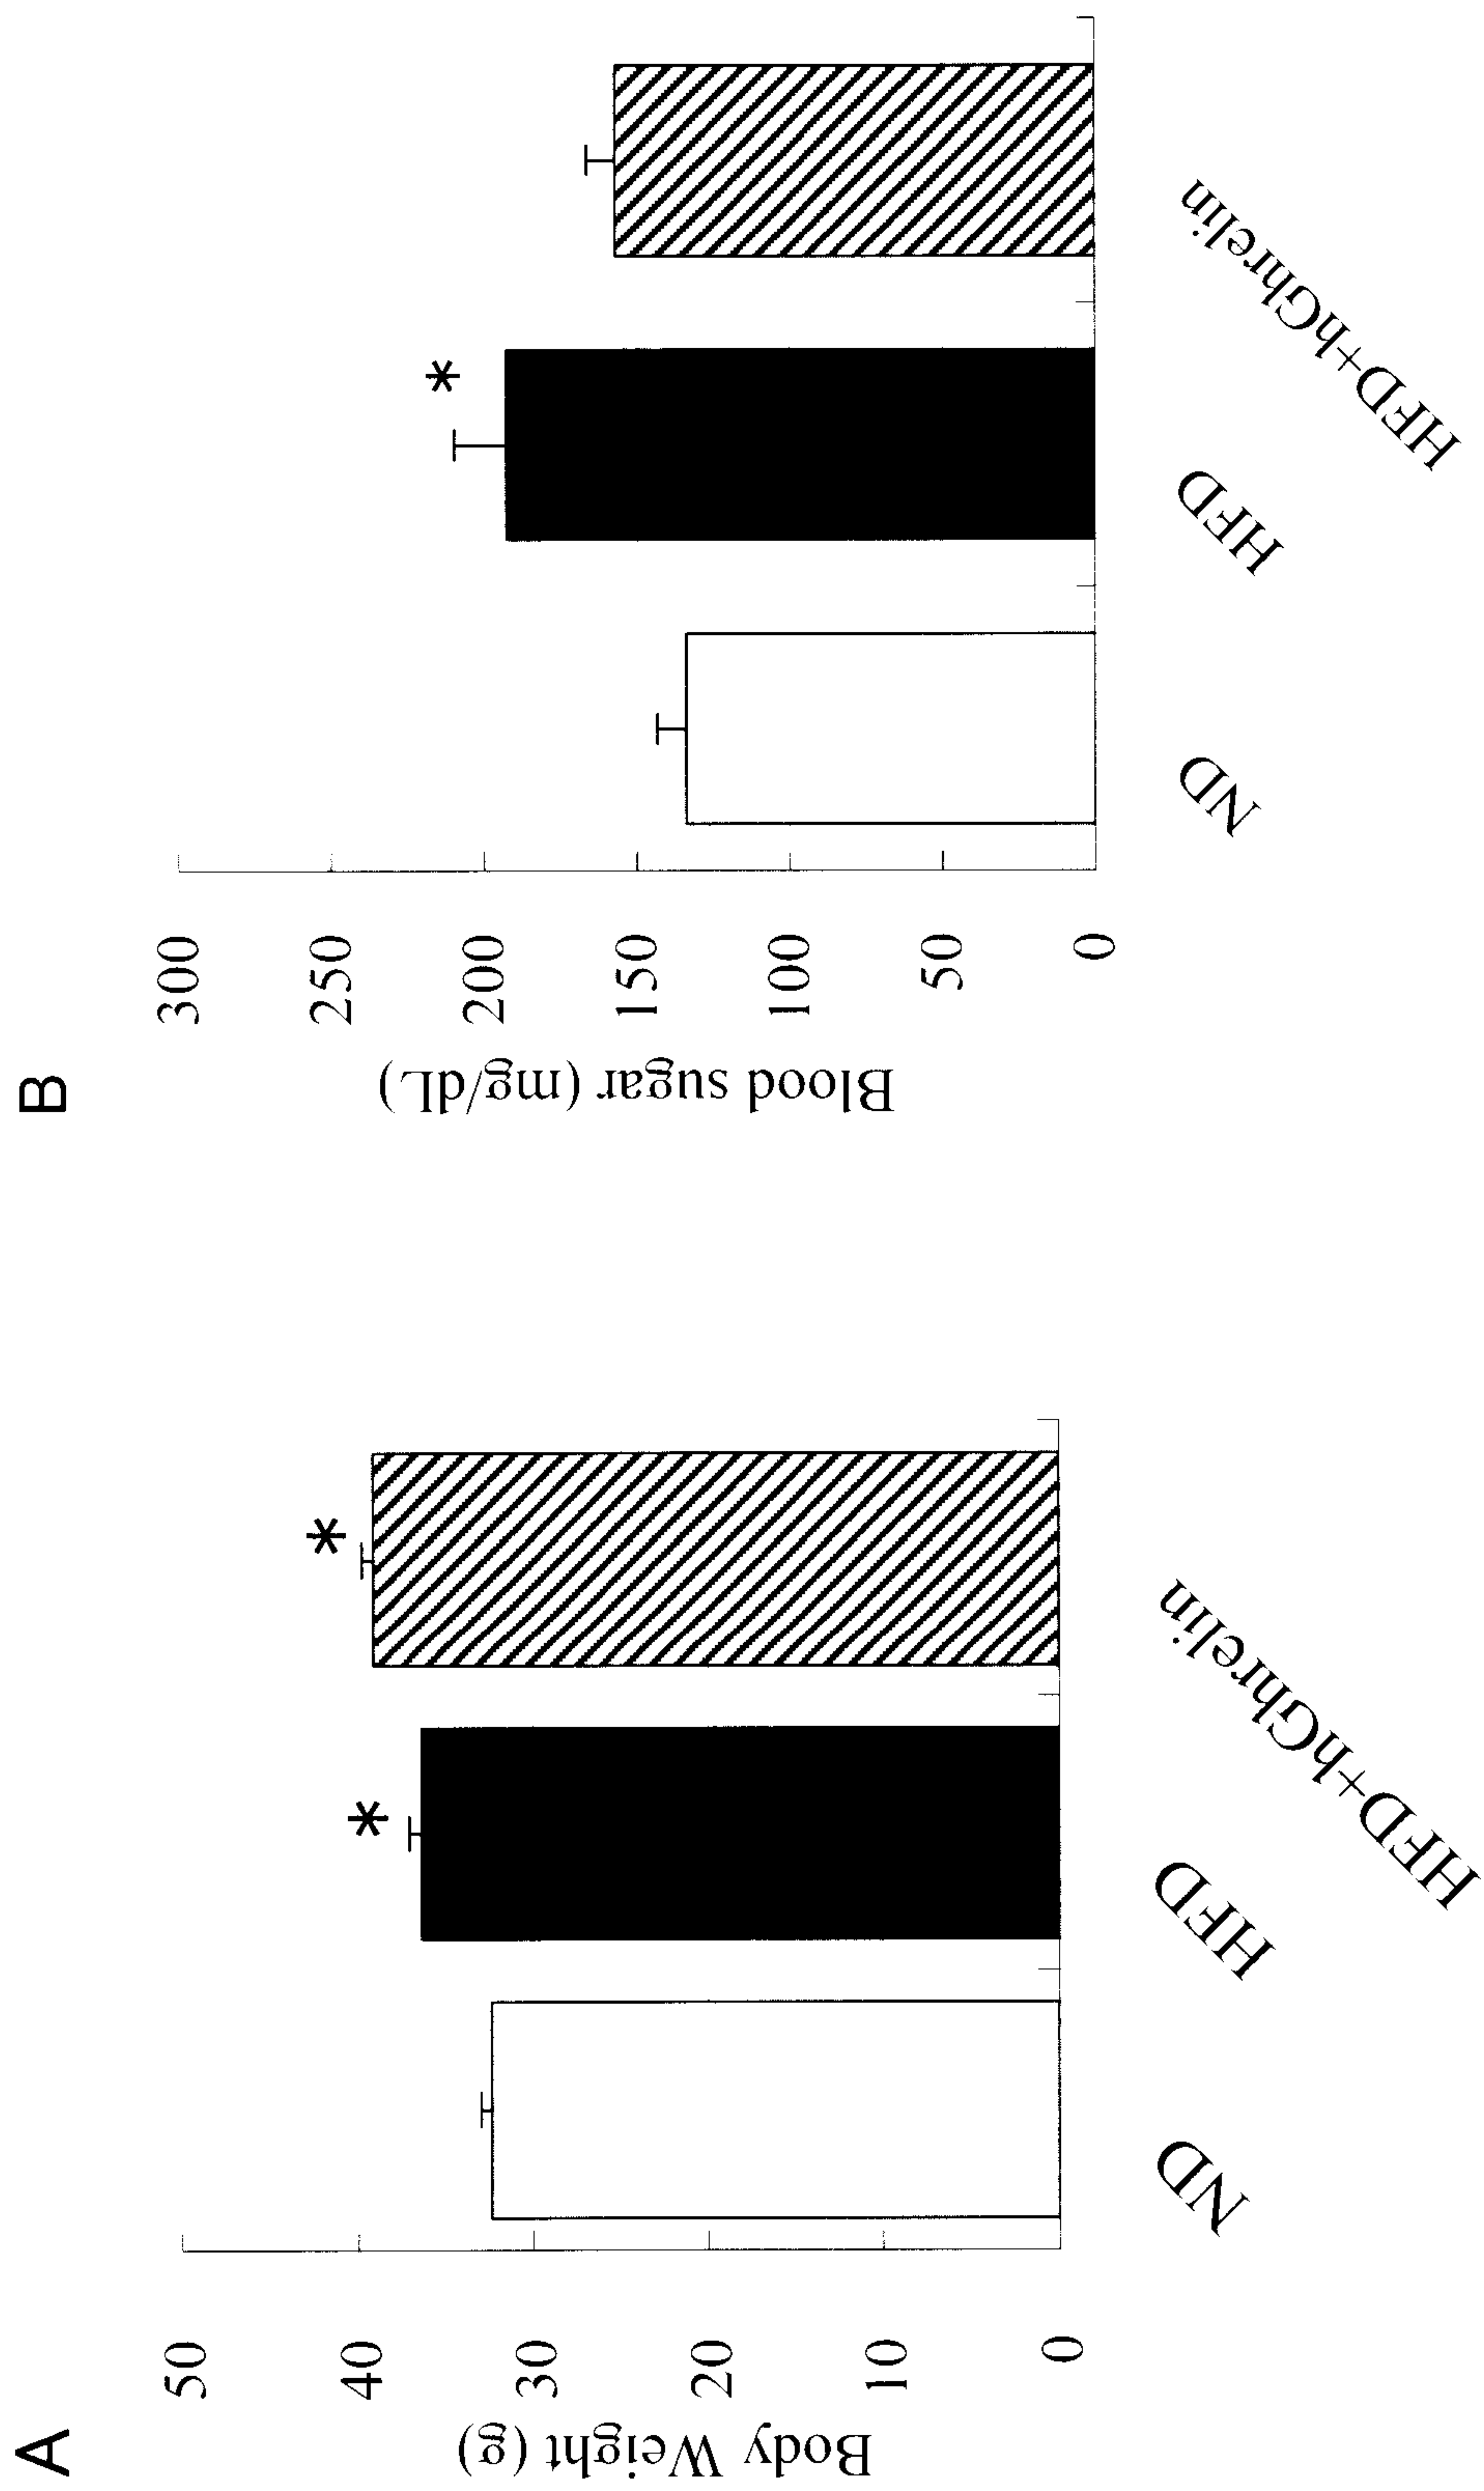 A
Body Weight (g)
50
40
30
20
10
0
*
*
ND
HFD
HFD+hGhrelin
B
Blood sugar (mg/dL)
300
250
200
150
100
50
0
*
ND
HFD
HFD+hGhrelin